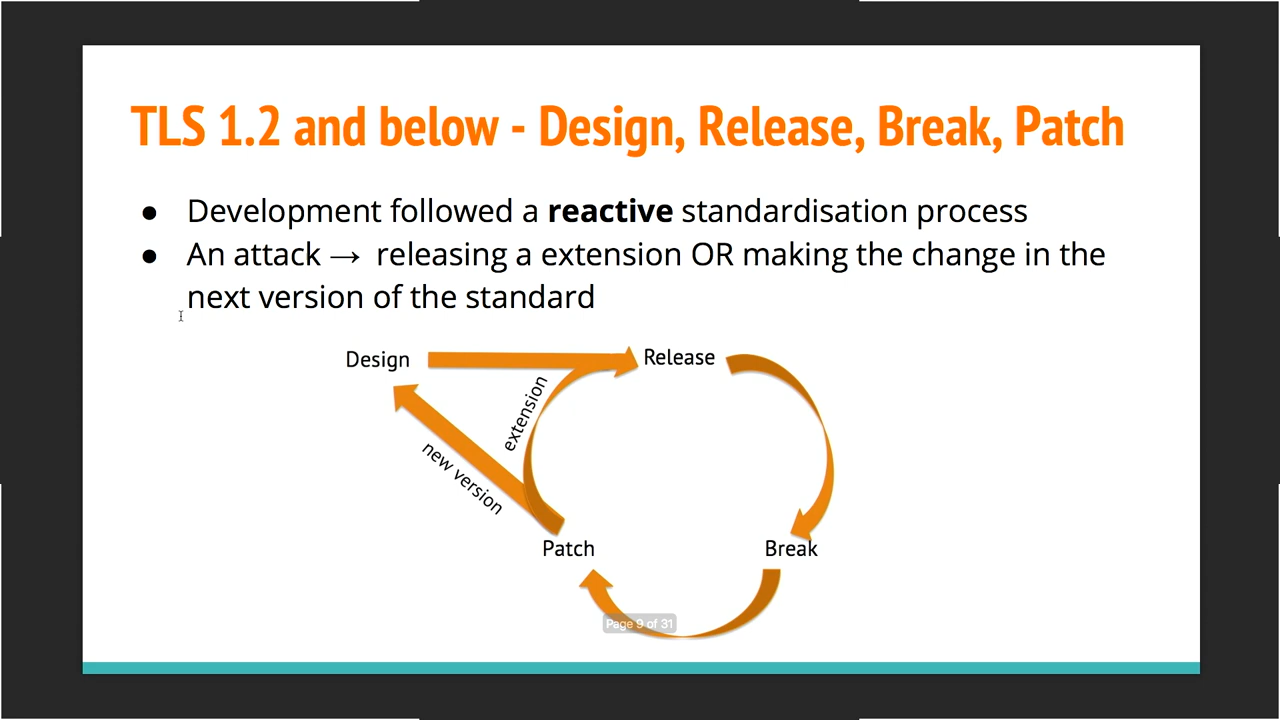 TLS 1.2 and below - Design, Release, Break, Patch
● Development followed a reactive standardisation process
● An attack → releasing a extension OR making the change in the
next version of the standard
Design
Release
extension
new version
Patch
Break
Page 9 of 31